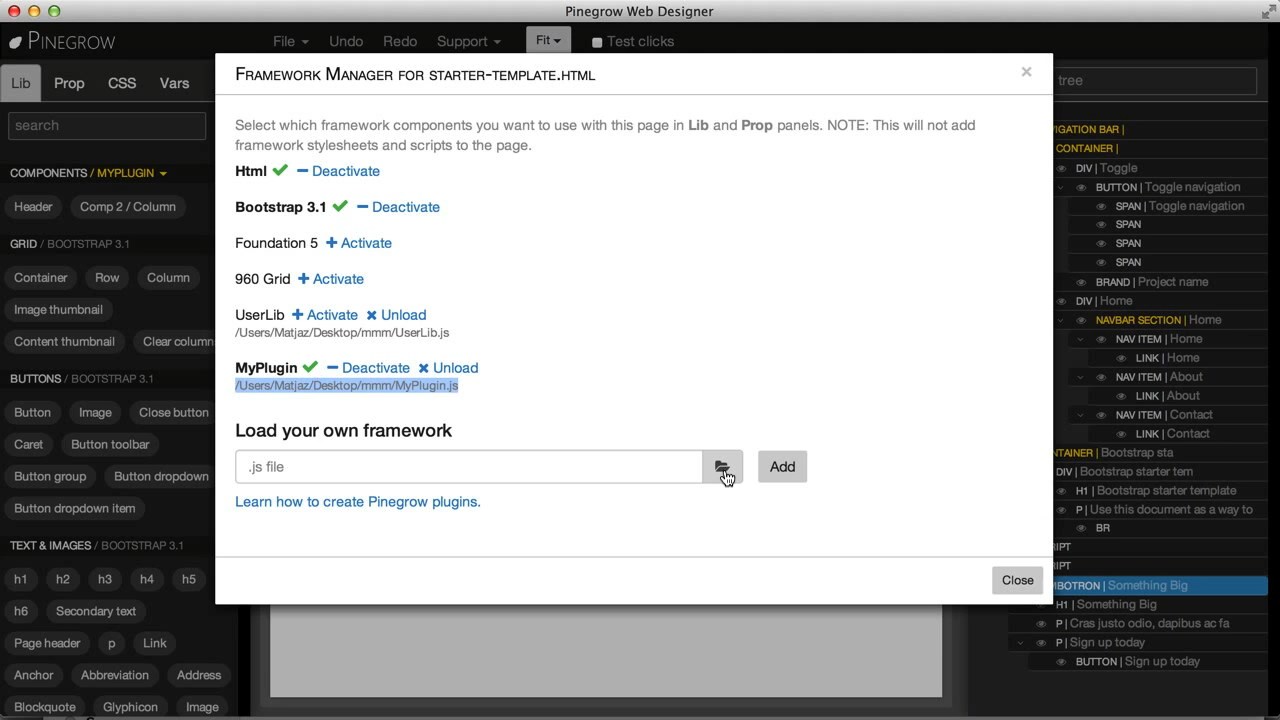 Pinegrow Web Designer
PINEGROW
File
Undo
Redo
Support
Fit
Test clicks
Lib
Prop
CSS
Vars
search
COMPONENTS / MYPLUGIN
Header
Comp 2 / Column
GRID / BOOTSTRAP 3.1
Container
Row
Column
Image thumbnail
Content thumbnail
Clear column
BUTTONS / BOOTSTRAP 3.1
Button
Image
Close button
Caret
Button toolbar
Button group
Button dropdown
Button dropdown item
TEXT & IMAGES / BOOTSTRAP 3.1
h1
h2
h3
h4
h5
h6
Secondary text
Page header
p
Link
Anchor
Abbreviation
Address
Blockquote
Glyphicon
Image
FRAMEWORK MANAGER FOR STARTER-TEMPLATE.HTML
×
Select which framework components you want to use with this page in Lib and Prop panels. NOTE: This will not add
framework stylesheets and scripts to the page.
Html Deactivate
Bootstrap 3.1 Deactivate
Foundation 5 + Activate
960 Grid + Activate
UserLib + Activate × Unload
/Users/Matjaz/Desktop/mmm/UserLib.js
MyPlugin Deactivate × Unload
/Users/Matjaz/Desktop/mmm/MyPlugin.js
Load your own framework
.js file
Add
Learn how to create Pinegrow plugins.
Close
tree
IGATION BAR |
CONTAINER |
DIV | Toggle
BUTTON | Toggle navigation
SPAN | Toggle navigation
SPAN
SPAN
SPAN
BRAND | Project name
DIV | Home
NAVBAR SECTION | Home
NAV ITEM | Home
LINK | Home
NAV ITEM | About
LINK | About
NAV ITEM | Contact
LINK | Contact
NTAINER | Bootstrap sta
DIV | Bootstrap starter tem
H1 | Bootstrap starter template
P | Use this document as a way to
BR
IPT
IPT
MBOTRON | Something Big
H1 | Something Big
P | Cras justo odio, dapibus ac fa
P | Sign up today
BUTTON | Sign up today